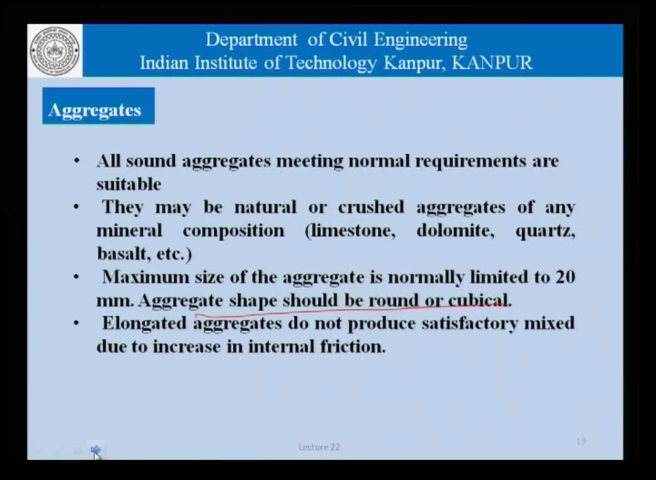 Department of Civil Engineering
Indian Institute of Technology Kanpur, KANPUR
Aggregates
• All sound aggregates meeting normal requirements are
suitable
• They may be natural or crushed aggregates of any
mineral composition (limestone, dolomite, quartz,
basalt, etc.)
• Maximum size of the aggregate is normally limited to 20
mm. Aggregate shape should be round or cubical.
• Elongated aggregates do not produce satisfactory mixed
due to increase in internal friction.
Lecture 22
19